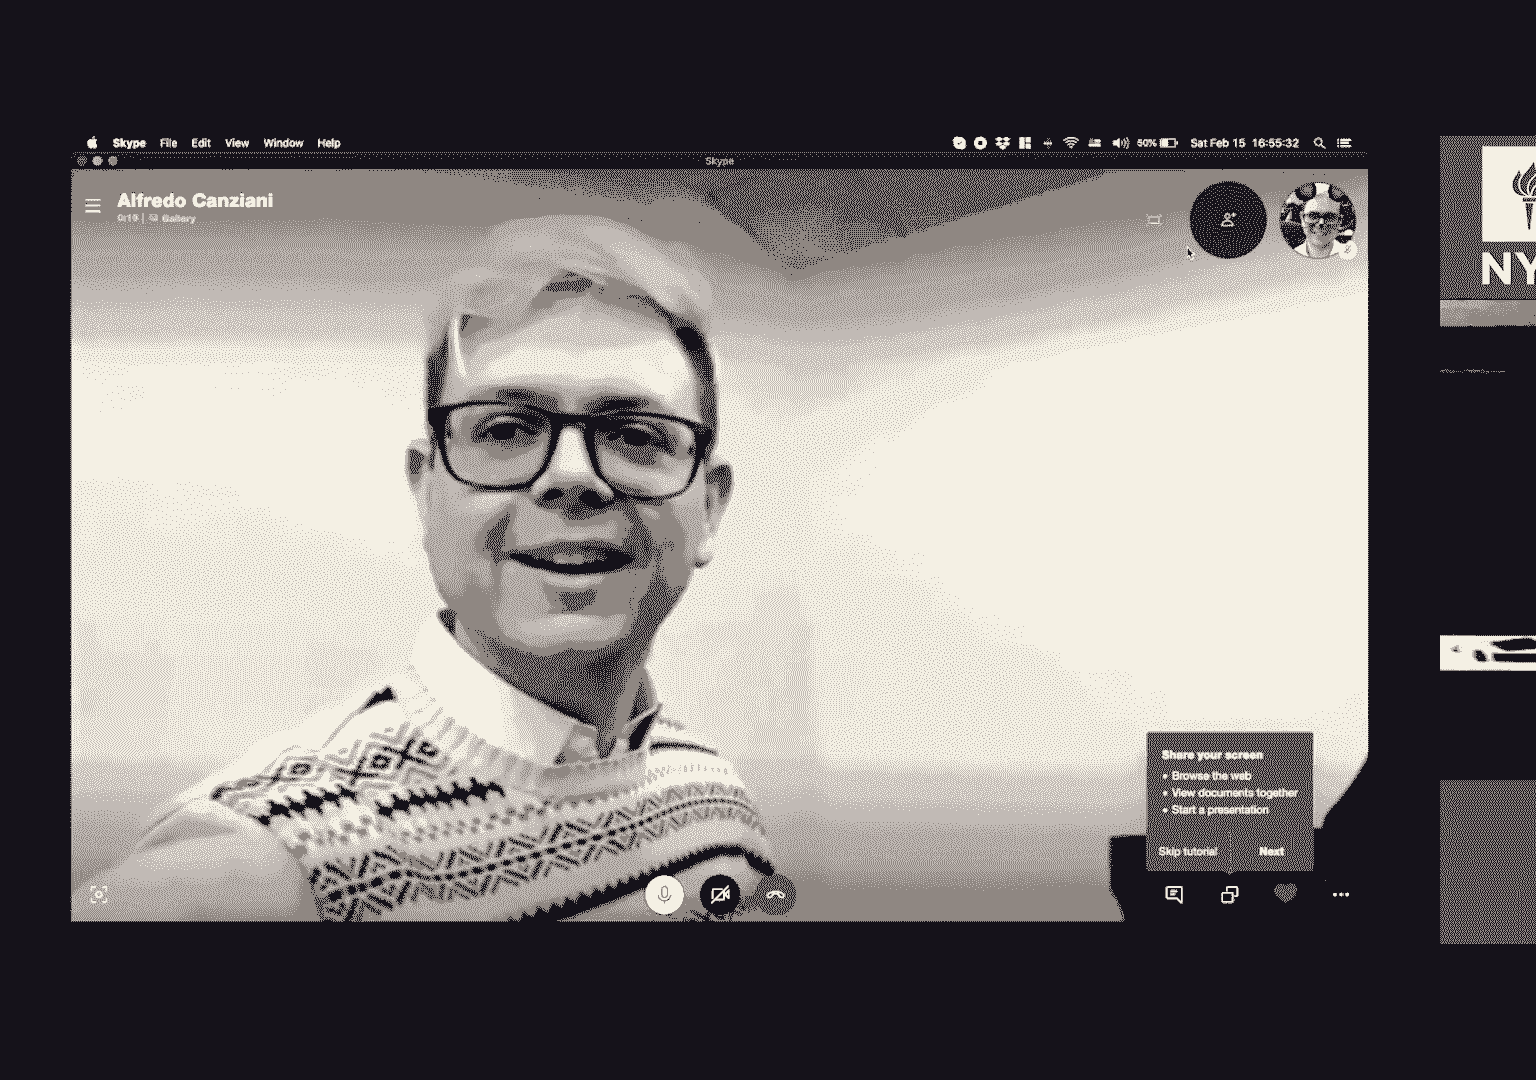 Skype File Edit View Window Help
50% Sat Feb 15 16:55:32
Skype
Alfredo Canziani
0:19 | Gallery
NY
Share your screen
• Browse the web
• View documents together
• Start a presentation
Skip tutorial Next